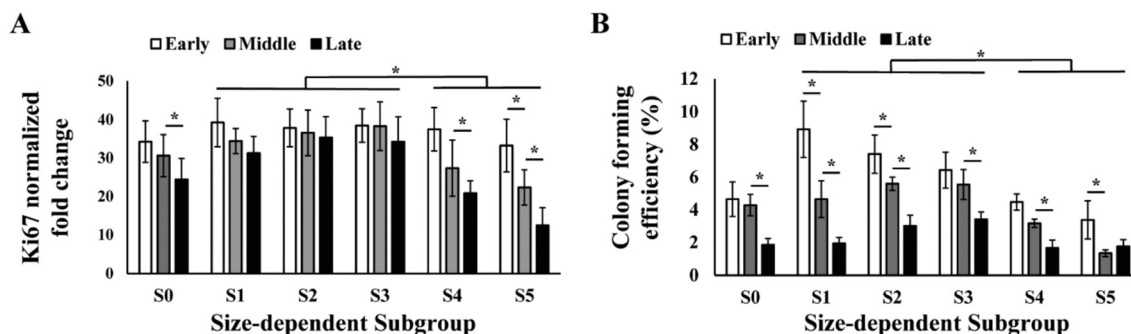 A
Early Middle Late
Ki67 normalized
fold change
50
40
30
20
10
0
*
*
*
*
*
S0 S1 S2 S3 S4 S5
Size-dependent Subgroup
B
Early Middle Late
Colony forming
efficiency (%)
12
10
8
6
4
2
0
*
*
*
*
*
*
*
*
*
S0 S1 S2 S3 S4 S5
Size-dependent Subgroup